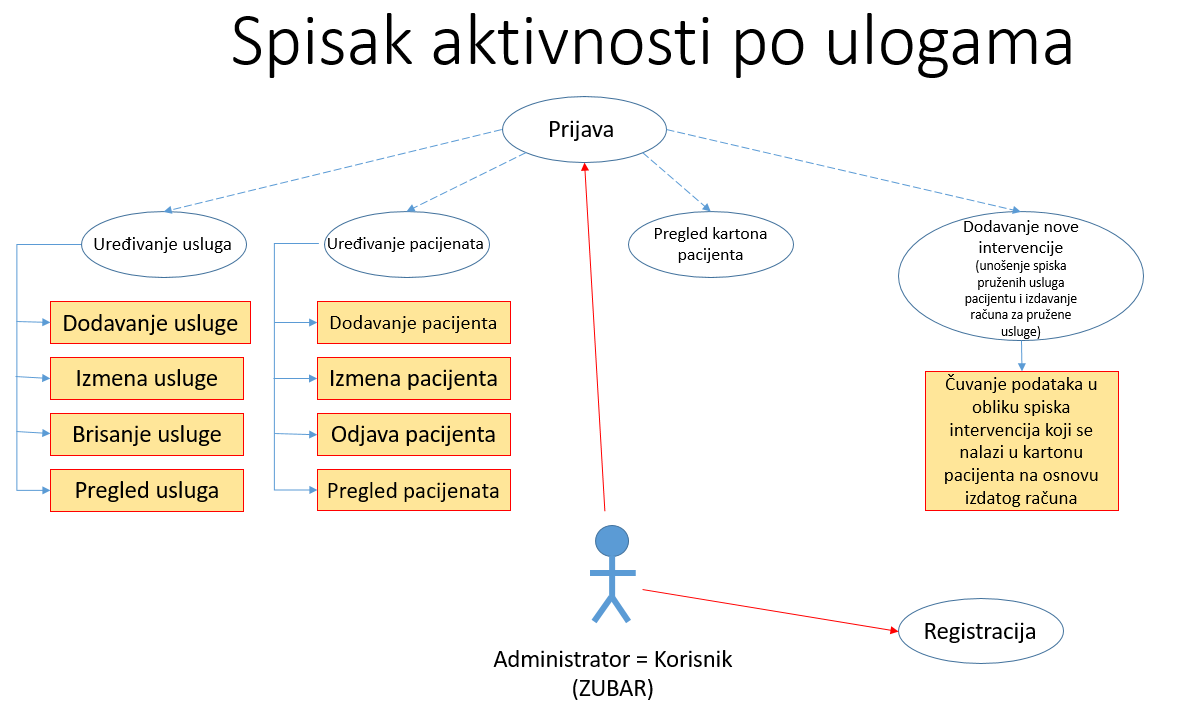 Spisak aktivnosti po ulogama
Prijava
Uređivanje usluga
Uređivanje pacijenata
Pregled kartona
pacijenta
Dodavanje nove
intervencije
(unošenje spiska
pruženih usluga
pacijentu i izdavanje
računa za pružene
usluge)
Dodavanje usluge
Izmena usluge
Brisanje usluge
Pregled usluga
Dodavanje pacijenta
Izmena pacijenta
Odjava pacijenta
Pregled pacijenata
Čuvanje podataka u
obliku spiska
intervencija koji se
nalazi u kartonu
pacijenta na osnovu
izdatog računa
Registracija
Administrator = Korisnik
(ZUBAR)